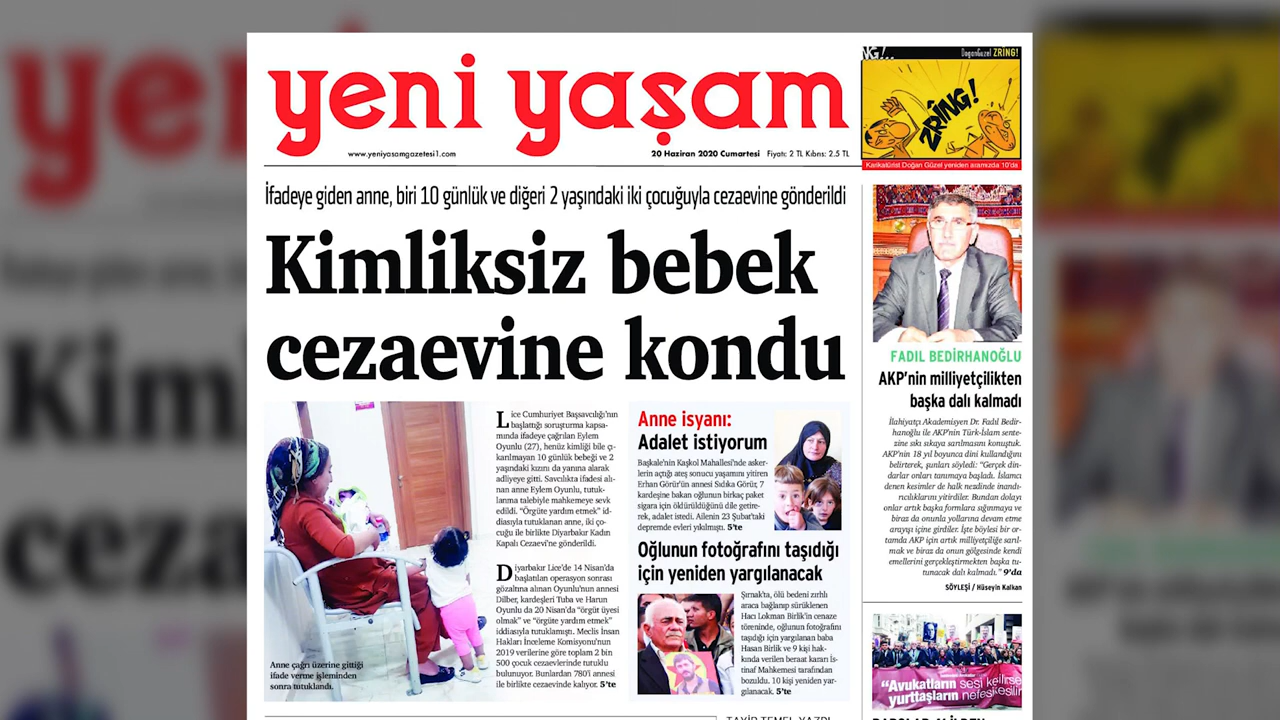 yeni yaşam
www.yeniyasamgazetesi1.com
20 Haziran 2020 Cumartesi Fiyatı: 2 TL Kıbrıs: 2.5 TL
DoğanGüzel ZRİNG!
ZRİNG!
Karikatürist Doğan Güzel yeniden aramızda 10'da
İfadeye giden anne, biri 10 günlük ve diğeri 2 yaşındaki iki çocuğuyla cezaevine gönderildi
Kimliksiz bebek
cezaevine kondu
Anne çağrı üzerine gittiği
ifade verme işleminden
sonra tutuklandı.
Lice Cumhuriyet Başsavcılığı'nın
başlattığı soruşturma kapsa-
mında ifadeye çağrılan Eylem
Oyunlu (27), henüz kimliği bile çı-
karılmayan 10 günlük bebeği ve 2
yaşındaki kızını da yanına alarak
adliyeye gitti. Savcılıkta ifadesi alı-
nan anne Eylem Oyunlu, tutuk-
lanma talebiyle mahkemeye sevk
edildi. "Örgüte yardım etmek" id-
diasıyla tutuklanan anne, iki ço-
cuğu ile birlikte Diyarbakır Kadın
Kapalı Cezaevi'ne gönderildi.
Diyarbakır Lice'de 14 Nisan'da
başlatılan operasyon sonrası
gözaltına alınan Oyunlu'nun annesi
Dilber, kardeşleri Tuba ve Harun
Oyunlu da 20 Nisan'da "örgüt üyesi
olmak" ve "örgüte yardım etmek"
iddiasıyla tutuklamıştı. Meclis İnsan
Hakları İnceleme Komisyonu'nun
2019 verilerine göre toplam 2 bin
500 çocuk cezaevlerinde tutuklu
bulunuyor. Bunlardan 780'i annesi
ile birlikte cezaevinde kalıyor. 5'te
Anne isyanı:
Adalet istiyorum
Başkale'nin Kaşkol Mahallesi'nde asker-
lerin açtığı ateş sonucu yaşamını yitiren
Erhan Görür'ün annesi Sıdıka Görür, 7
kardeşine bakan oğlunun birkaç paket
sigara için öldürüldüğünü dile getire-
rek, adalet istedi. Ailenin 23 Şubat'taki
depremde evleri yıkılmıştı. 5'te
Oğlunun fotoğrafını taşıdığı
için yeniden yargılanacak
Şırnak'ta, ölü bedeni zırhlı
araca bağlanıp sürüklenen
Hacı Lokman Birlik'in cenaze
töreninde, oğlunun fotoğrafını
taşıdığı için yargılanan baba
Hasan Birlik ve 9 kişi hak-
kında verilen beraat kararı İs-
tinaf Mahkemesi tarafından
bozuldu. 10 kişi yeniden yar-
gılanacak. 5'te
FADIL BEDİRHANOĞLU
AKP'nin milliyetçilikten
başka dalı kalmadı
İlahiyatçı Akademisyen Dr. Fadıl Bedir-
hanoğlu ile AKP'nin Türk-İslam sente-
zine sıkı sıkaya sarılmasını konuştuk.
AKP'nin 18 yıl boyunca dini kullandığını
belirterek, şunları söyledi: "Gerçek din-
darlar onları tanımaya başladı. İslamcı
denen kesimler de halk nezdinde inandı-
rıcılıklarını yitirdiler. Bundan dolayı
onlar artık başka formlara sığınmaya ve
biraz da onunla yollarına devam etme
arayışı içine girdiler. İşte böylesi bir or-
tamda AKP için artık milliyetçiliğe sarıl-
mak ve biraz da onun gölgesinde kendi
emellerini gerçekleştirmekten başka tu-
tunacak dalı kalmadı." 9'da
SÖYLEŞİ / Hüseyin Kalkan
"Avukatların sesi kesilirse
yurttaşların nefesi kesilir
TAYİP TEMEL YAZDI